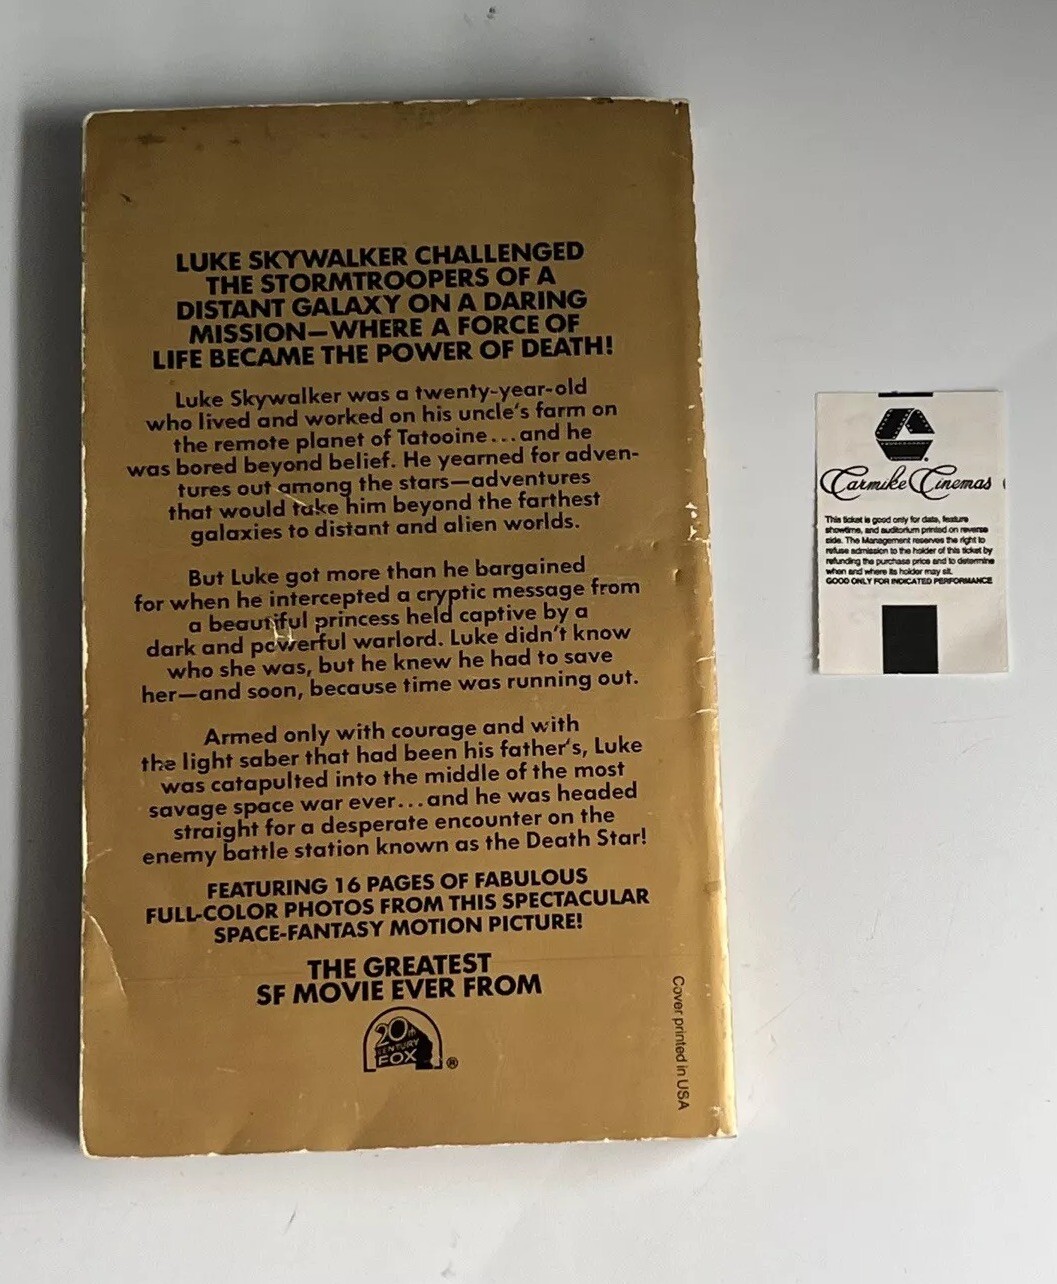 LUKE SKYWALKER CHALLENGED
THE STORMTROOPERS OF A
DISTANT GALAXY ON A DARING
MISSION—WHERE A FORCE OF
LIFE BECAME THE POWER OF DEATH!
Luke Skywalker was a twenty-year-old
who lived and worked on his uncle's farm on
the remote planet of Tatooine...and he
was bored beyond belief. He yearned for adven-
tures out among the stars—adventures
that would take him beyond the farthest
galaxies to distant and alien worlds.
But Luke got more than he bargained
for when he intercepted a cryptic message from
a beautiful princess held captive by a
dark and powerful warlord. Luke didn't know
who she was, but he knew he had to save
her—and soon, because time was running out.
Armed only with courage and with
the light saber that had been his father's, Luke
was catapulted into the middle of the most
savage space war ever...and he was headed
straight for a desperate encounter on the
enemy battle station known as the Death Star!
FEATURING 16 PAGES OF FABULOUS
FULL-COLOR PHOTOS FROM THIS SPECTACULAR
SPACE-FANTASY MOTION PICTURE!
THE GREATEST
SF MOVIE EVER FROM
20th
CENTURY
FOX ®
Cover printed in USA
Carmike Cinemas
This ticket is good only for date, feature
showtime, and auditorium printed on reverse
side. The Management reserves the right to
refuse admission to the holder of this ticket by
refunding the purchase price and to determine
when and where its holder may sit.
GOOD ONLY FOR INDICATED PERFORMANCE